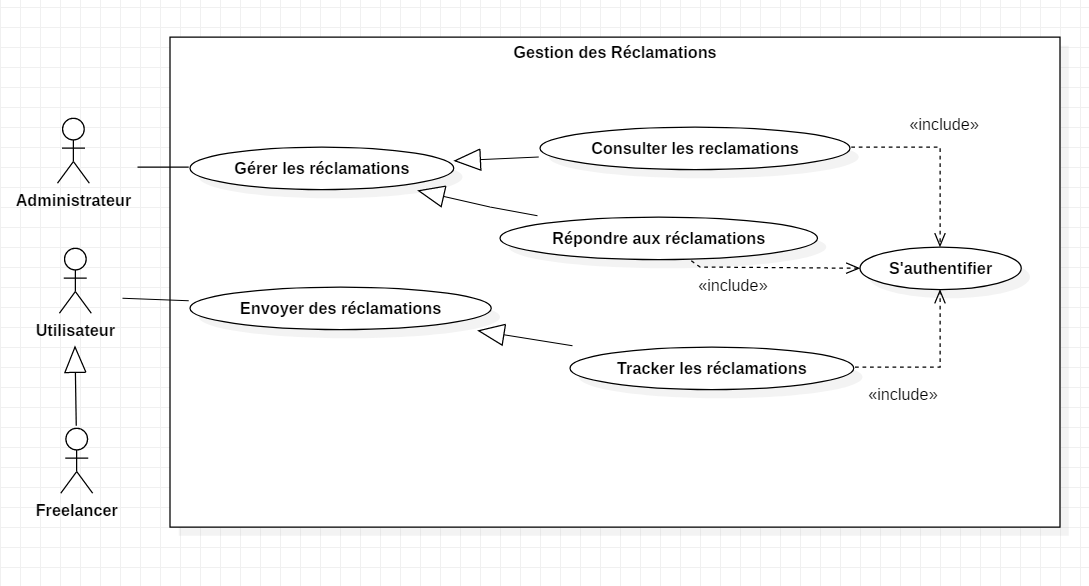 Gestion des Réclamations
«include»
Consulter les reclamations
Gérer les réclamations
Administrateur
Répondre aux réclamations
S'authentifier
«include»
Envoyer des réclamations
Utilisateur
Tracker les réclamations
«include»
Freelancer